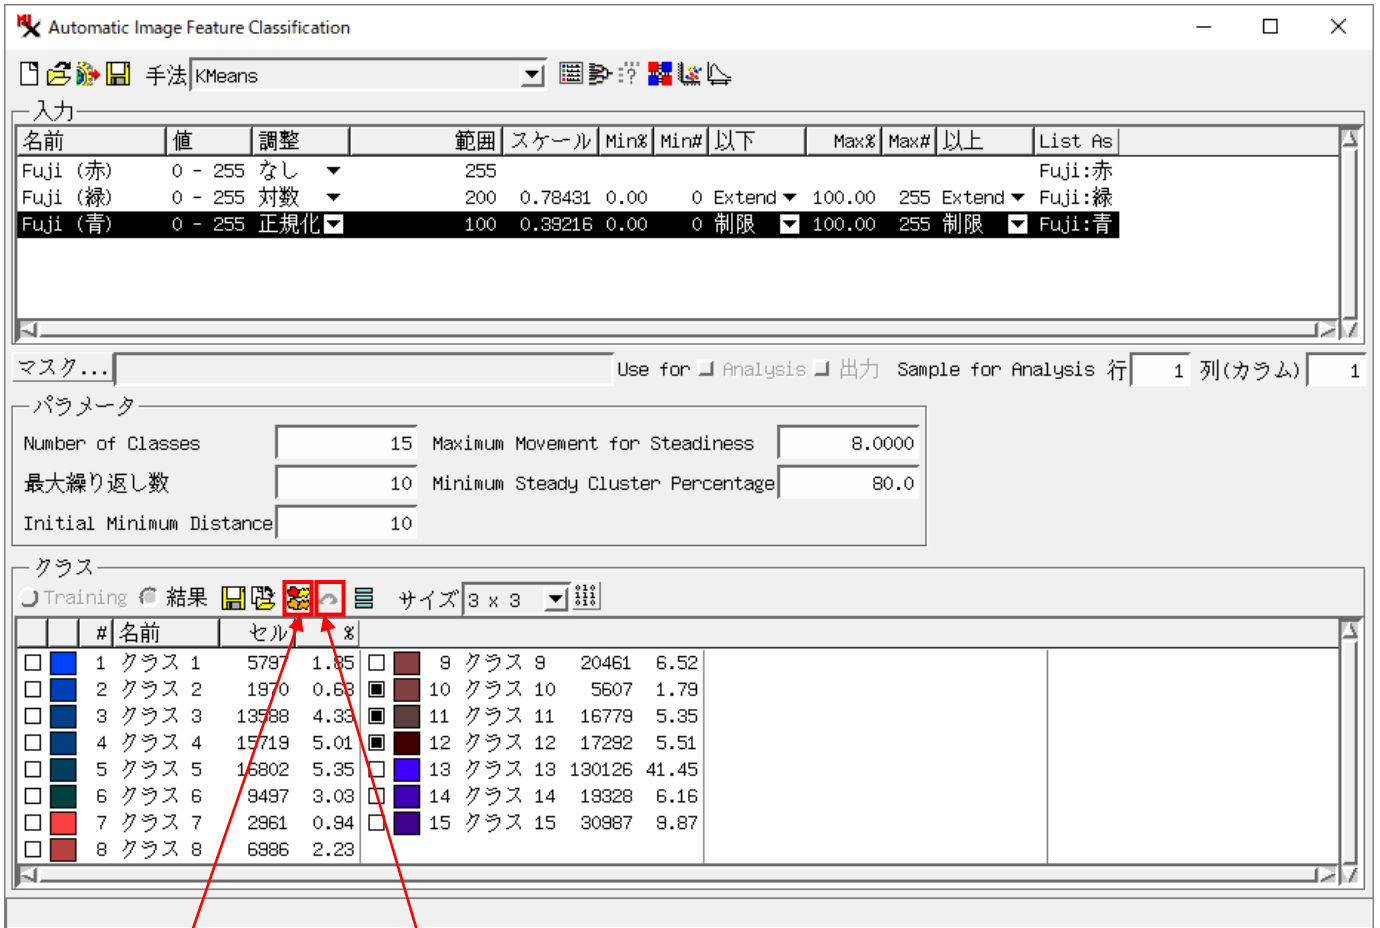 Automatic Image Feature Classification
手法 KMeans
入力
名前 値 調整 範囲 スケール Min% Min# 以下 Max% Max# 以上 List As
Fuji (赤) 0 - 255 なし 255 Fuji:赤
Fuji (緑) 0 - 255 対数 200 0.78431 0.00 0 Extend 100.00 255 Extend Fuji:緑
Fuji (青) 0 - 255 正規化 100 0.39216 0.00 0 制限 100.00 255 制限 Fuji:青
マスク... Use for Analysis 出力 Sample for Analysis 行 1 列(カラム) 1
パラメータ
Number of Classes 15 Maximum Movement for Steadiness 8.0000
最大繰り返し数 10 Minimum Steady Cluster Percentage 80.0
Initial Minimum Distance 10
クラス
Training 結果 サイズ 3 x 3
# 名前 セル %
1 クラス 1 5797 1.85 9 クラス 9 20461 6.52
2 クラス 2 1970 0.63 10 クラス 10 5607 1.79
3 クラス 3 13588 4.33 11 クラス 11 16779 5.35
4 クラス 4 15719 5.01 12 クラス 12 17292 5.51
5 クラス 5 16802 5.35 13 クラス 13 130126 41.45
6 クラス 6 9497 3.03 14 クラス 14 19328 6.16
7 クラス 7 2961 0.94 15 クラス 15 30987 9.87
8 クラス 8 6986 2.23